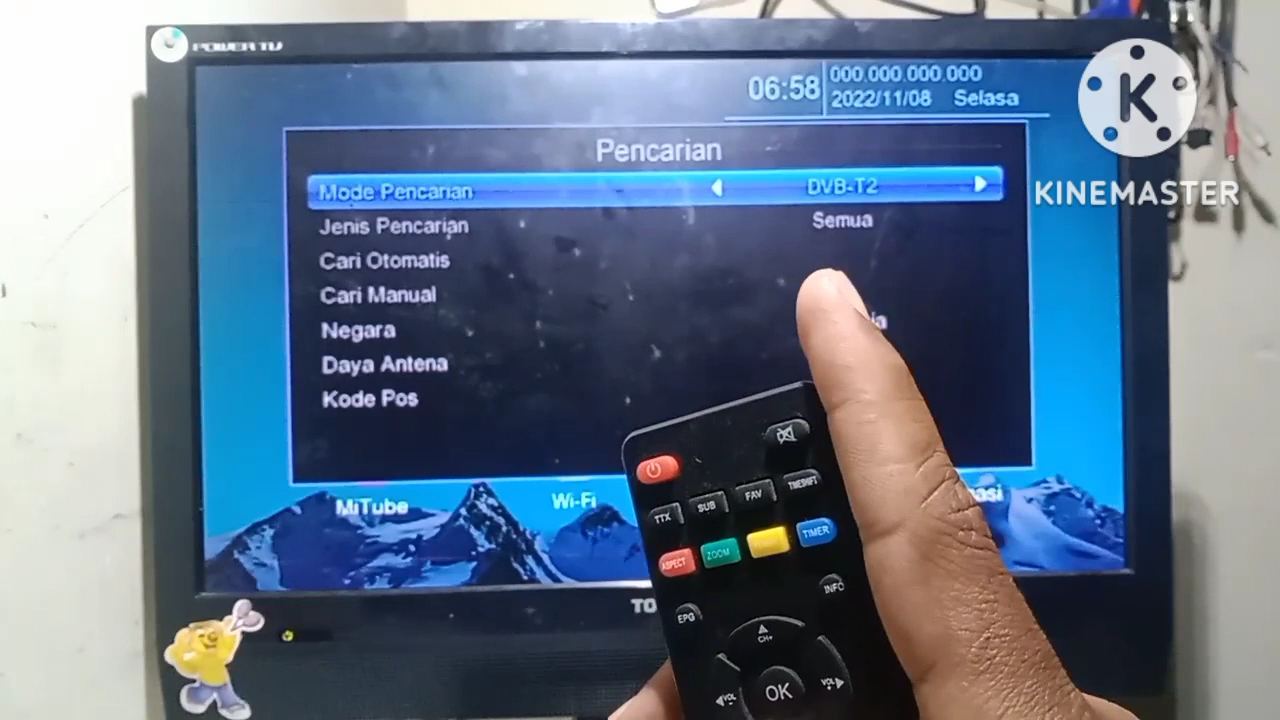 POWER TV
06:58
000.000.000.000
2022/11/08 Selasa
KINEMASTER
Pencarian
Mode Pencarian DVB-T2
Jenis Pencarian Semua
Cari Otomatis
Cari Manual
Negara
Daya Antena
Kode Pos
MiTube Wi-Fi
TTX SUB FAV TIMESHIFT
ASPECT ZOOM TIMER
INFO
EPG
CH+
VOL OK VOL